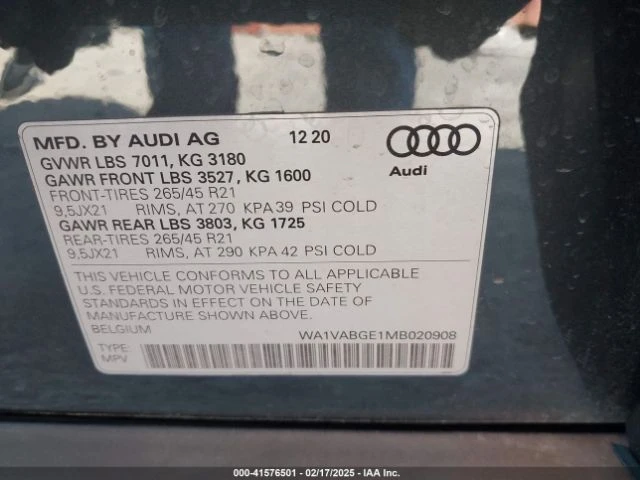 MFD. BY AUDI AG 12 20
GVWR LBS 7011, KG 3180
GAWR FRONT LBS 3527, KG 1600
FRONT-TIRES 265/45 R21
9,5JX21 RIMS, AT 270 KPA 39 PSI COLD
GAWR REAR LBS 3803, KG 1725
REAR-TIRES 265/45 R21
9,5JX21 RIMS, AT 290 KPA 42 PSI COLD
Audi
THIS VEHICLE CONFORMS TO ALL APPLICABLE
U.S. FEDERAL MOTOR VEHICLE SAFETY
STANDARDS IN EFFECT ON THE DATE OF
MANUFACTURE SHOWN ABOVE.
BELGIUM WA1VABGE1MB020908
TYPE:
MPV
000-41576501 - 02/17/2025 - IAA Inc.